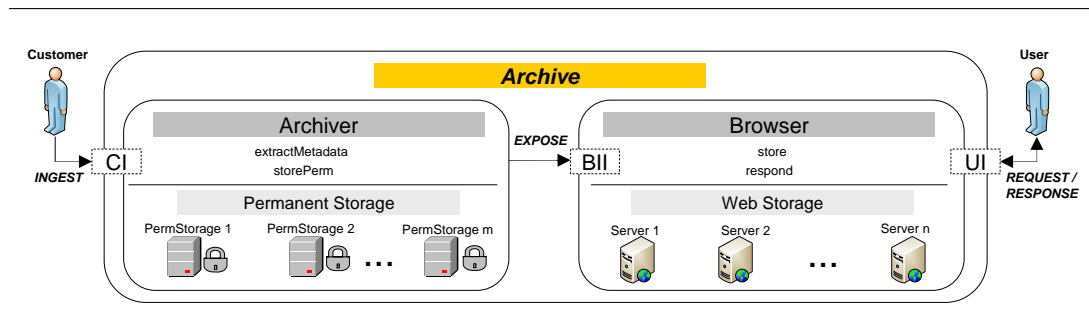 Customer
User
Archive
Archiver
Browser
extractMetadata
storePerm
EXPOSE
store
respond
CI
BII
UI
INGEST
REQUEST /
RESPONSE
Permanent Storage
Web Storage
PermStorage 1
PermStorage 2
PermStorage m
...
Server 1
Server 2
Server n
...